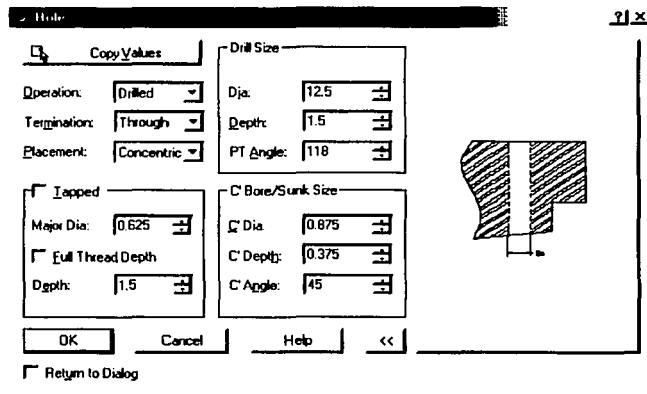 Hole
? ×
Copy Values
Operation: Drilled
Termination: Through
Placement: Concentric
Tapped
Major Dia: 0.625
Full Thread Depth
Depth: 1.5
Drill Size
Dia: 12.5
Depth: 1.5
PT Angle: 118
C' Bore/Sunk Size
C' Dia 0.875
C' Depth: 0.375
C' Angle: 45
OK
Cancel
Help
<<
Return to Dialog